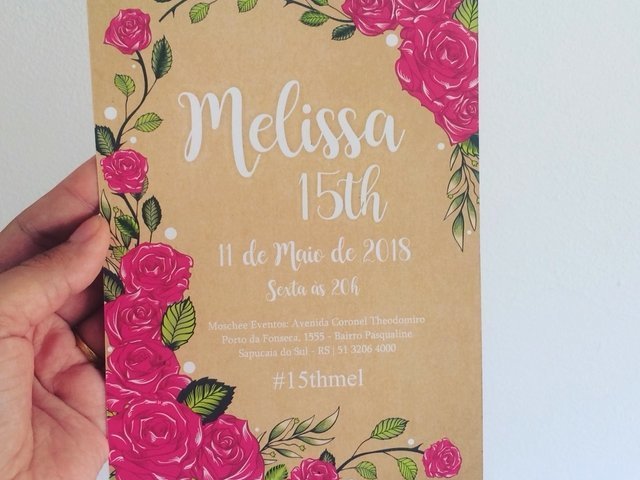 Melissa
15th
11 de Maio de 2018
Sexta às 20h
Moschee Eventos: Avenida Coronel Theodomiro
Porto da Fonseca, 1555 - Bairro Pasqualine
Sapucaia do Sul - RS | 51 3206 4000
#15thmel